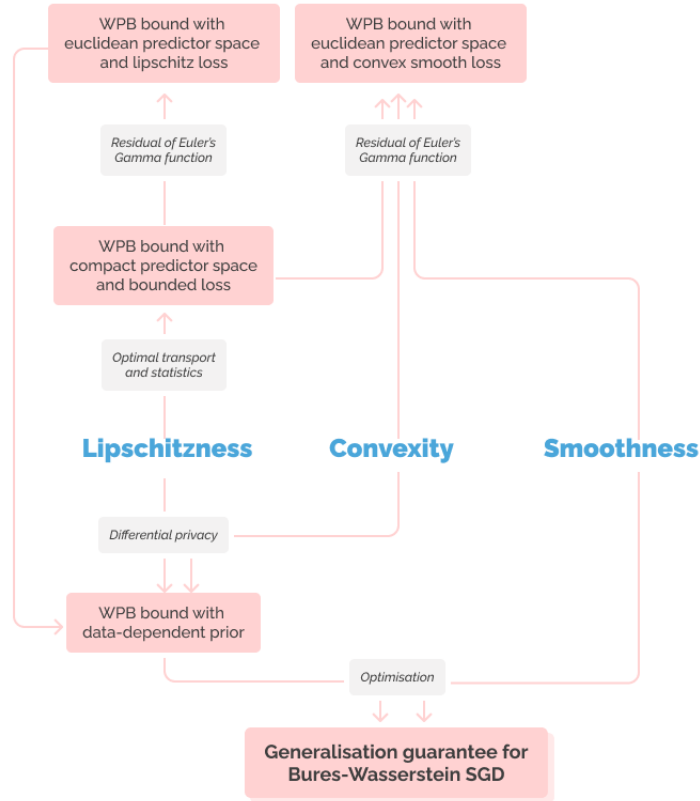 WPB bound with
euclidean predictor space
and lipschitz loss
WPB bound with
euclidean predictor space
and convex smooth loss
Residual of Euler's
Gamma function
Residual of Euler's
Gamma function
WPB bound with
compact predictor space
and bounded loss
Optimal transport
and statistics
Lipschitzness
Convexity
Smoothness
Differential privacy
WPB bound with
data-dependent prior
Optimisation
Generalisation guarantee for
Bures-Wasserstein SGD